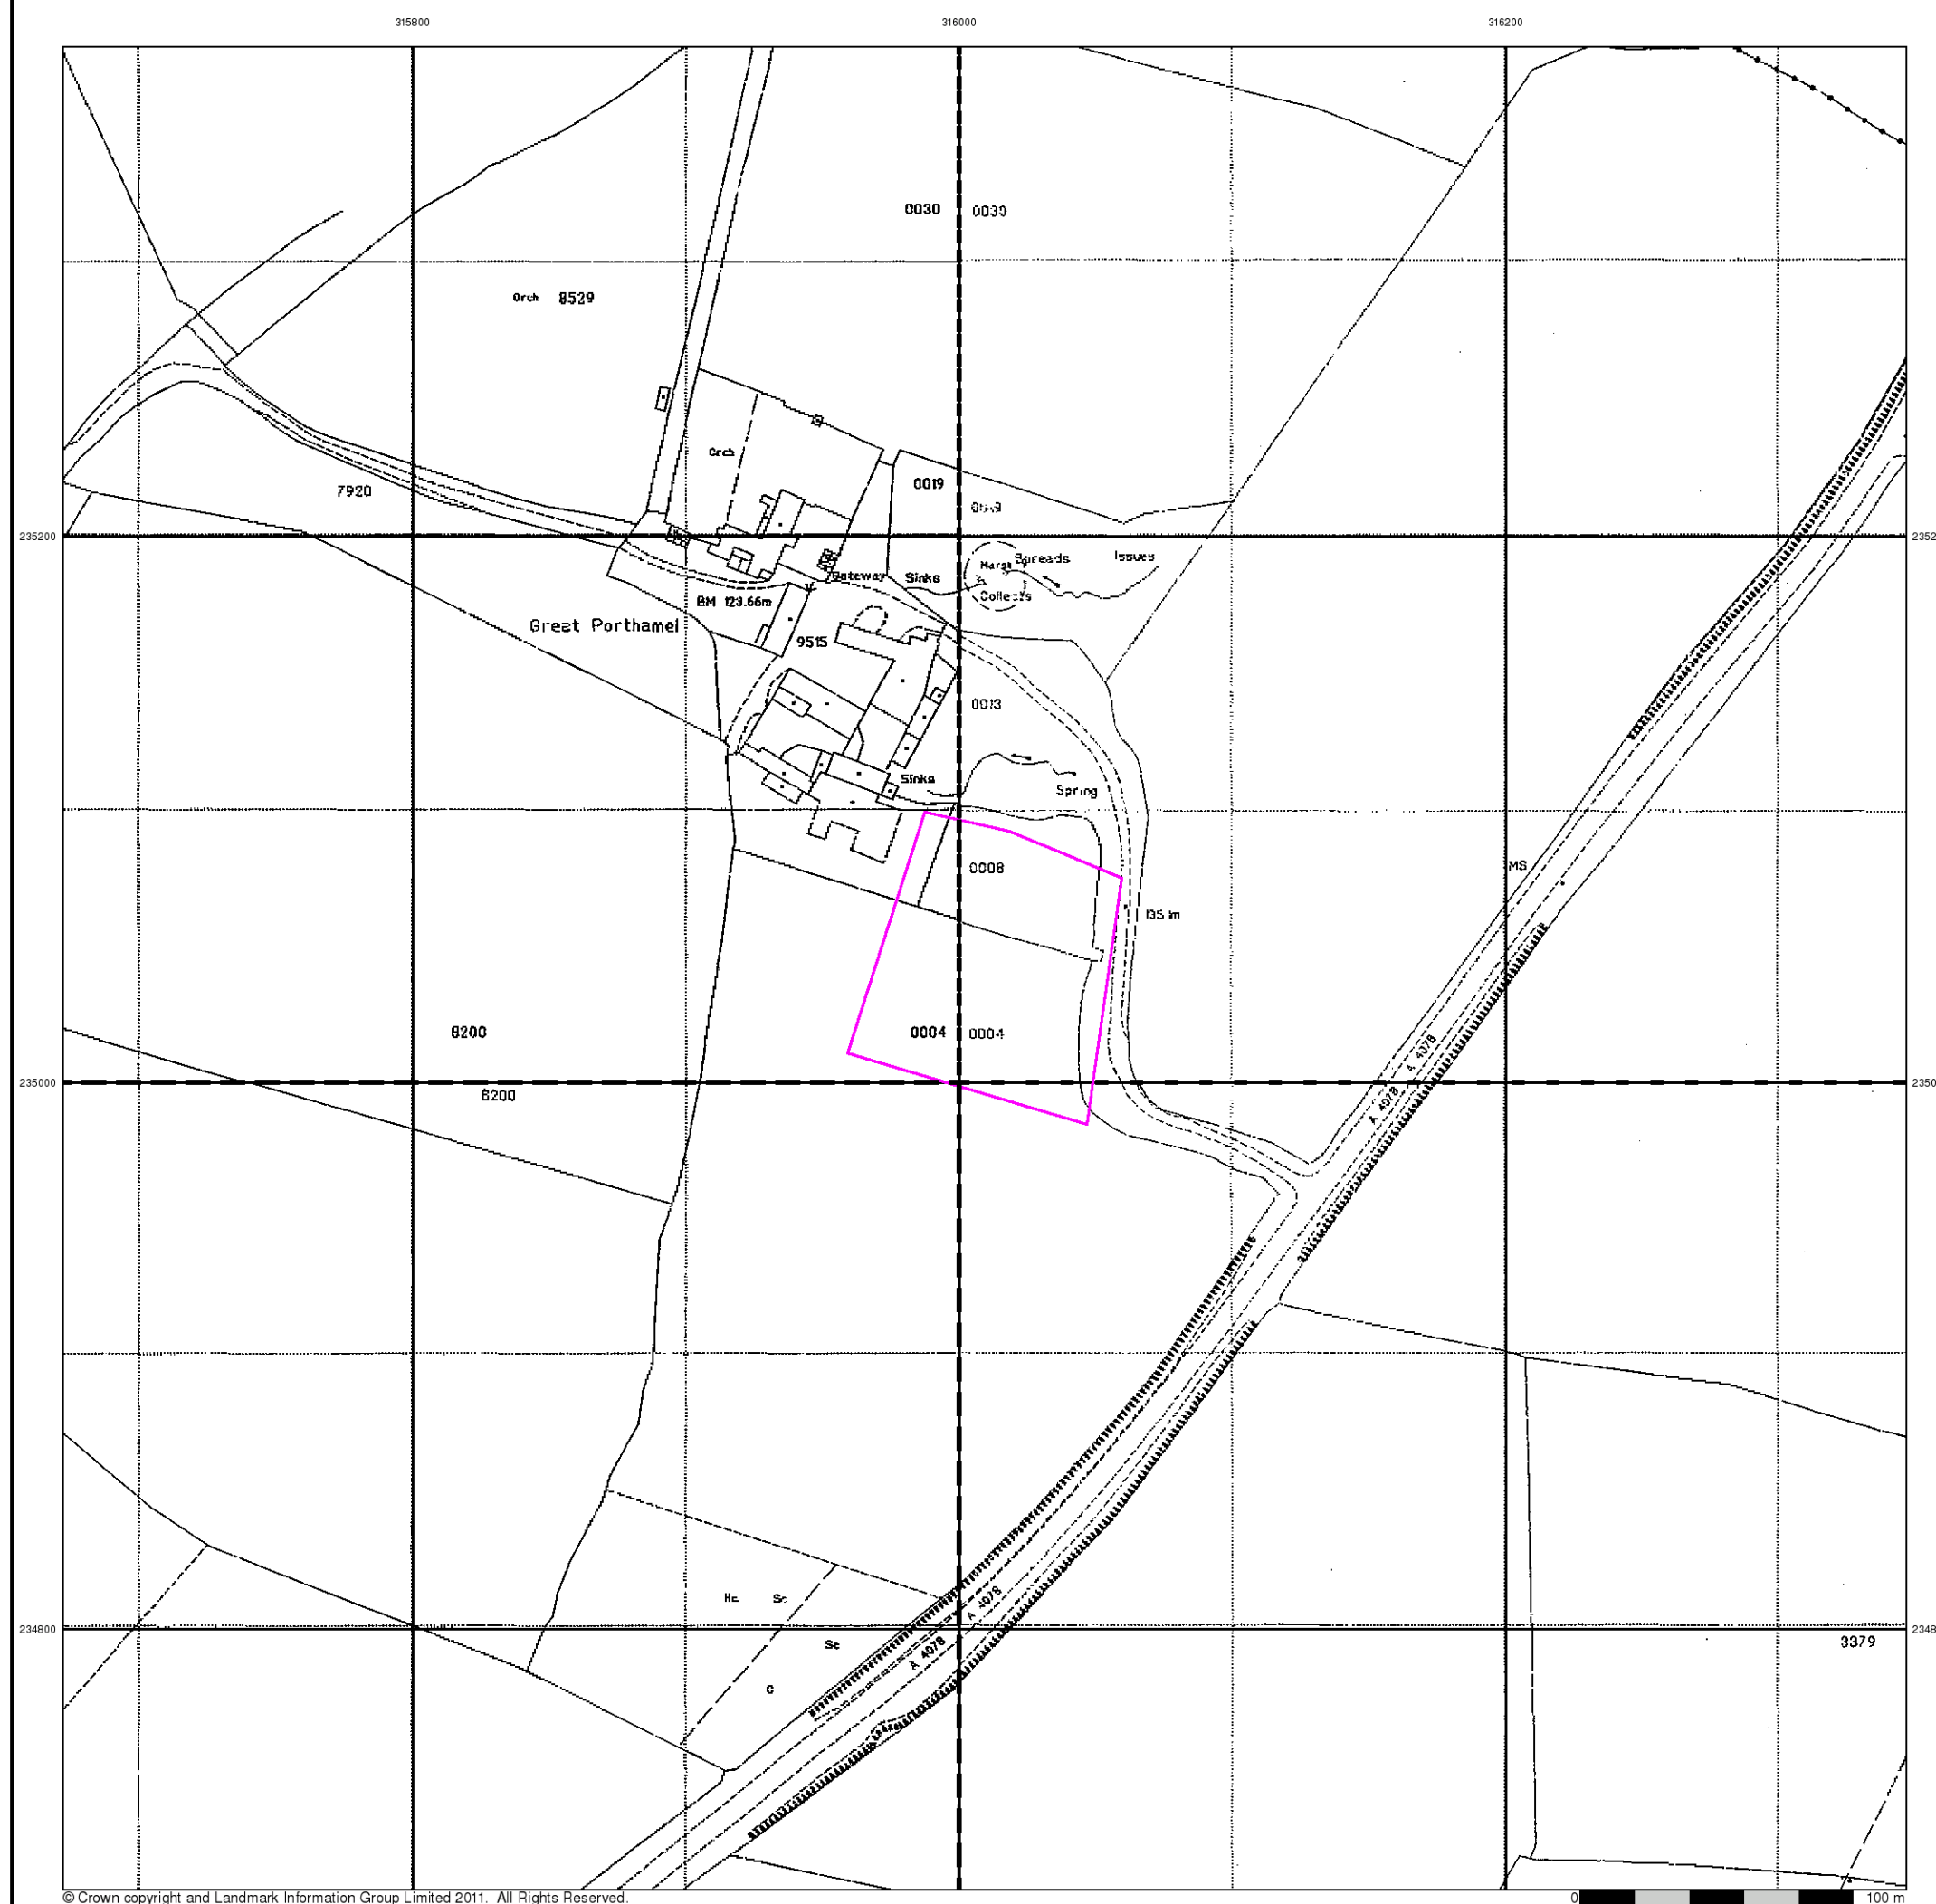 315800
316000
316200
0030
0030
Orch 8529
Orch
7920
0019
235200
Marsh
Spreads
Issues
Gateway
Sinks
Collects
BM 123.66m
Great Porthamel
9515
0013
Sinks
Spring
MS
0008
135.1m
8200
0004
0004
A 4078
235000
8200
A 4078
Sc
A 4078
234800
Sc
A 4078
3379
C
© Crown copyright and Landmark Information Group Limited 2011. All Rights Reserved.
0
100 m